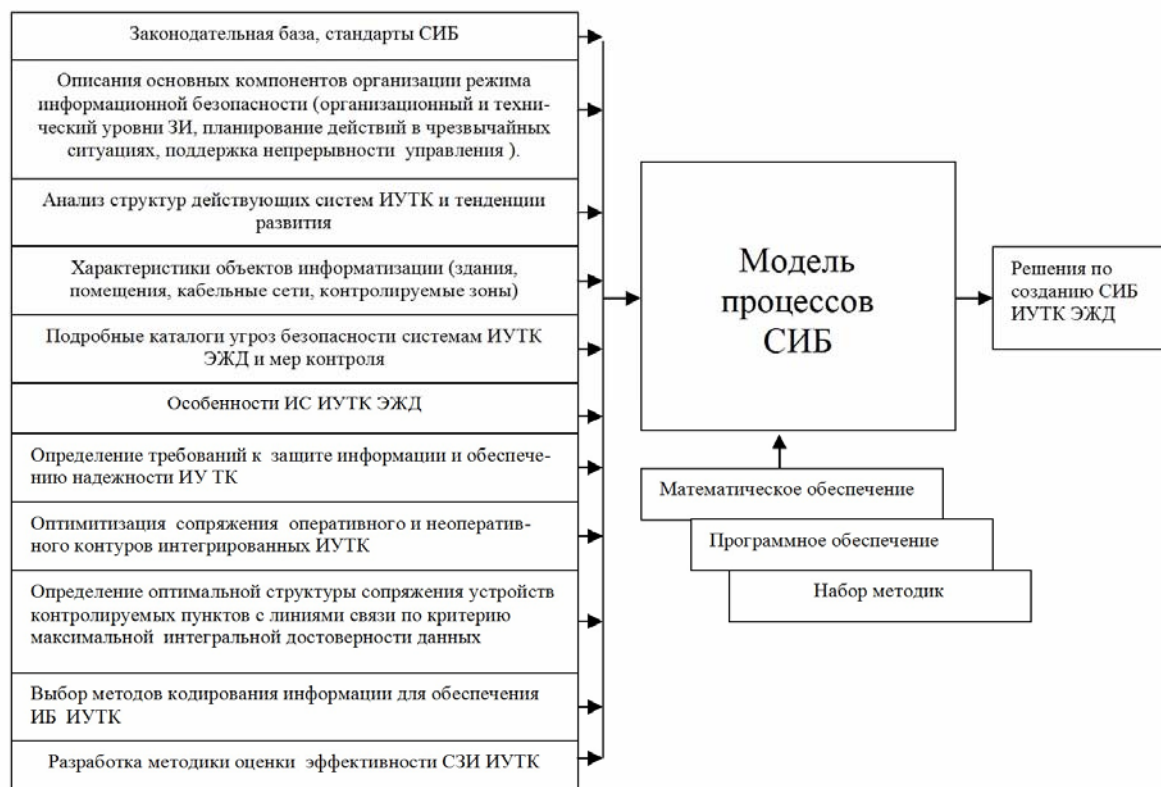 Законодательная база, стандарты СИБ
Описания основных компонентов организации режима
информационной безопасности (организационный и техни-
ческий уровни ЗИ, планирование действий в чрезвычайных
ситуациях, поддержка непрерывности управления ).
Анализ структур действующих систем ИУТК и тенденции
развития
Характеристики объектов информатизации (здания,
помещения, кабельные сети, контролируемые зоны)
Подробные каталоги угроз безопасности системам ИУТК
ЭЖД и мер контроля
Особенности ИС ИУТК ЭЖД
Определение требований к защите информации и обеспече-
нию надежности ИУ ТК
Оптимитизация сопряжения оперативного и неоператив-
ного контуров интегрированных ИУТК
Определение оптимальной структуры сопряжения устройств
контролируемых пунктов с линиями связи по критерию
максимальной интегральной достоверности данных
Выбор методов кодирования информации для обеспечения
ИБ ИУТК
Разработка методики оценки эффективности СЗИ ИУТК
Модель
процессов
СИБ
Математическое обеспечение
Программное обеспечение
Набор методик
Решения по
созданию СИБ
ИУТК ЭЖД